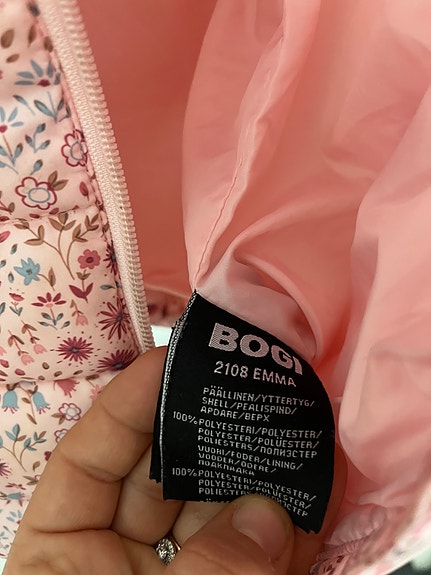 BOGI
2108 EMMA
PÄÄLLINEN/YTTERTYG/
SHELL/PEALISPIND/
APDARE/ВЕРХ
100%POLYESTERI/POLYESTER/
POLYESTER/POLÜESTER/
POLIESTERS/ПОЛИЭСТЕР
VUORI/FODER/LINING/
VOODER/ODERE/
ПОДКЛАДКА
100%POLYESTERI/POLYESTER/
POLYESTER/POLÜESTER/